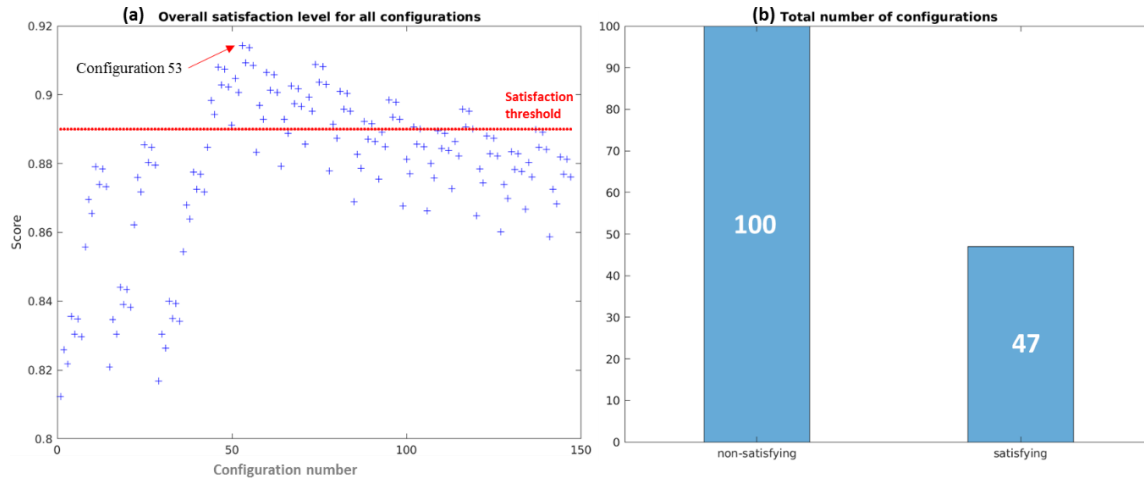 (a)
Overall satisfaction level for all configurations
0.92
0.9
0.88
0.86
0.84
0.82
0.8
Score
Configuration 53
Satisfaction
threshold
0
50
100
150
Configuration number
(b)
Total number of configurations
100
90
80
70
60
50
40
30
20
10
0
100
47
non-satisfying
satisfying